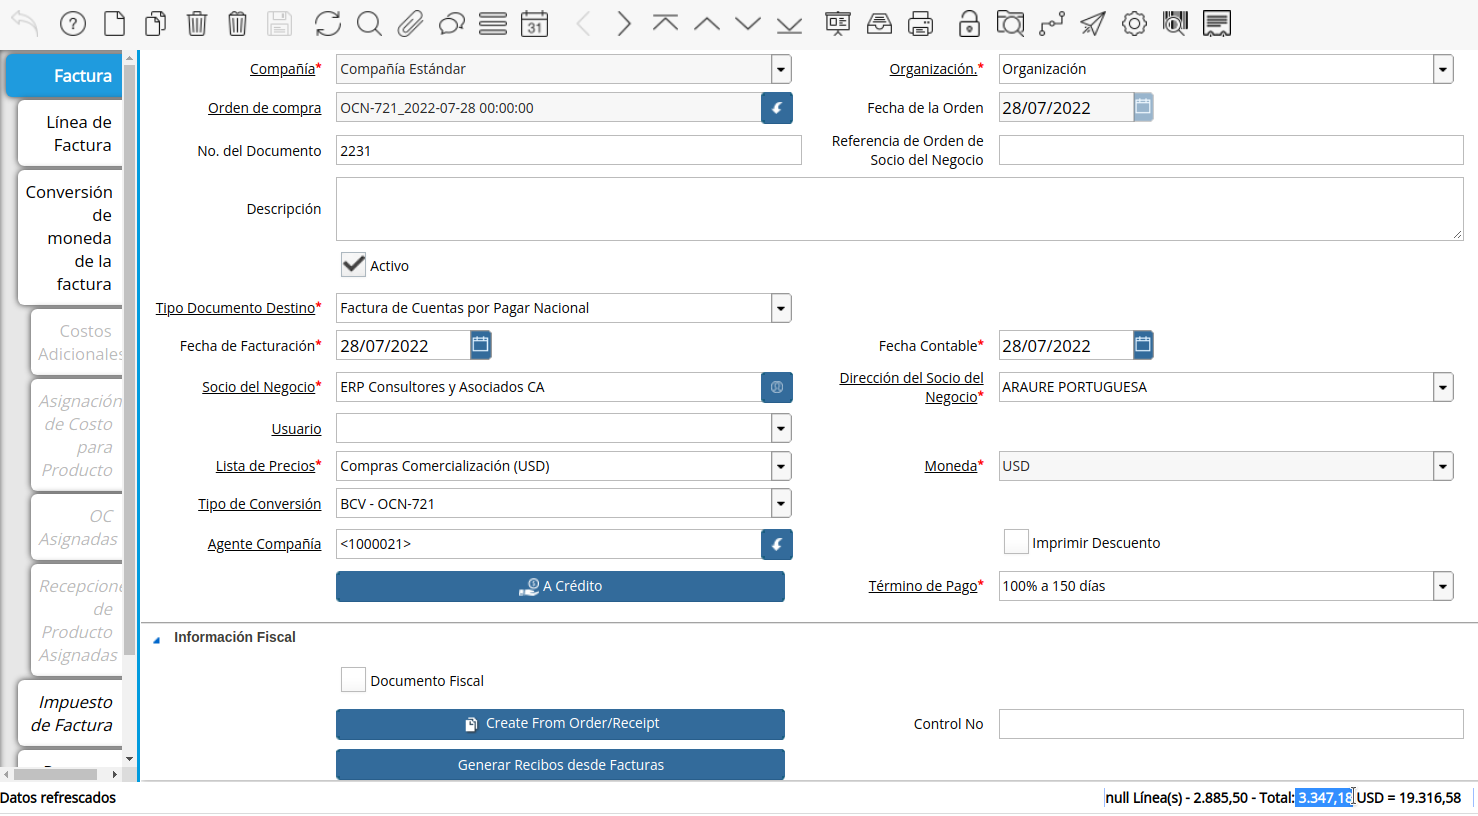 31
Factura
Línea de
Factura
Conversión
de
moneda
de la
factura
Costos
Adicionales
Asignación
de Costo
para
Producto
OC
Asignadas
Recepcione
de
Producto
Asignadas
Impuesto
de Factura
Compañía* Compañía Estándar
Organización.* Organización
Orden de compra OCN-721_2022-07-28 00:00:00
Fecha de la Orden 28/07/2022
No. del Documento 2231
Referencia de Orden de
Socio del Negocio
Descripción
Activo
Tipo Documento Destino* Factura de Cuentas por Pagar Nacional
Fecha de Facturación* 28/07/2022
Fecha Contable* 28/07/2022
Socio del Negocio* ERP Consultores y Asociados CA
Dirección del Socio del
Negocio* ARAURE PORTUGUESA
Usuario
Lista de Precios* Compras Comercialización (USD)
Moneda* USD
Tipo de Conversión BCV - OCN-721
Agente Compañía <1000021>
Imprimir Descuento
A Crédito
Término de Pago* 100% a 150 días
Información Fiscal
Documento Fiscal
Create From Order/Receipt
Control No
Generar Recibos desde Facturas
Datos refrescados
null Línea(s) - 2.885,50 - Total: 3.347,18 USD = 19.316,58